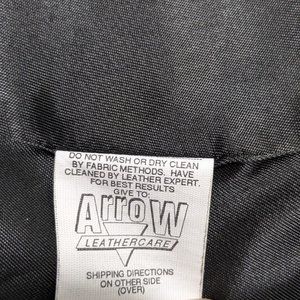 DO NOT WASH OR DRY CLEAN
BY FABRIC METHODS. HAVE
CLEANED BY LEATHER EXPERT.
FOR BEST RESULTS
GIVE TO:
ArroW
LEATHERCARE
SHIPPING DIRECTIONS
ON OTHER SIDE
(OVER)